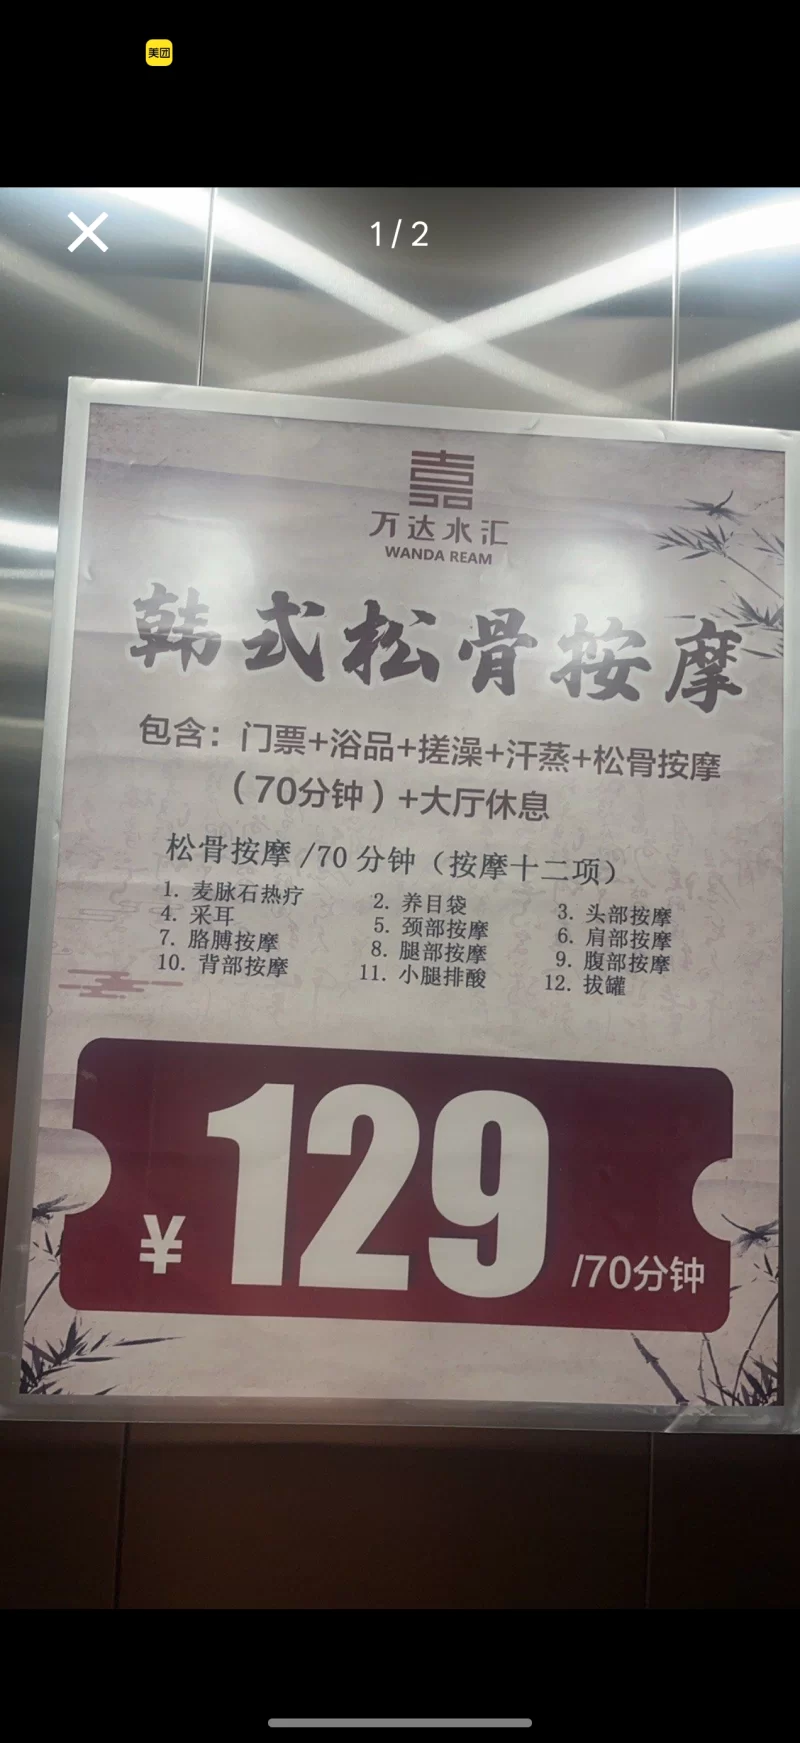 美团
1 / 2
万达水汇
WANDA REAM
韩式松骨按摩
包含：门票+浴品+搓澡+汗蒸+松骨按摩
（70分钟）+大厅休息
松骨按摩 /70 分钟（按摩十二项）
1. 麦脉石热疗 2. 养目袋 3. 头部按摩
4. 采耳 5. 颈部按摩 6. 肩部按摩
7. 胳膊按摩 8. 腿部按摩 9. 腹部按摩
10. 背部按摩 11. 小腿排酸 12. 拔罐
¥129/70分钟